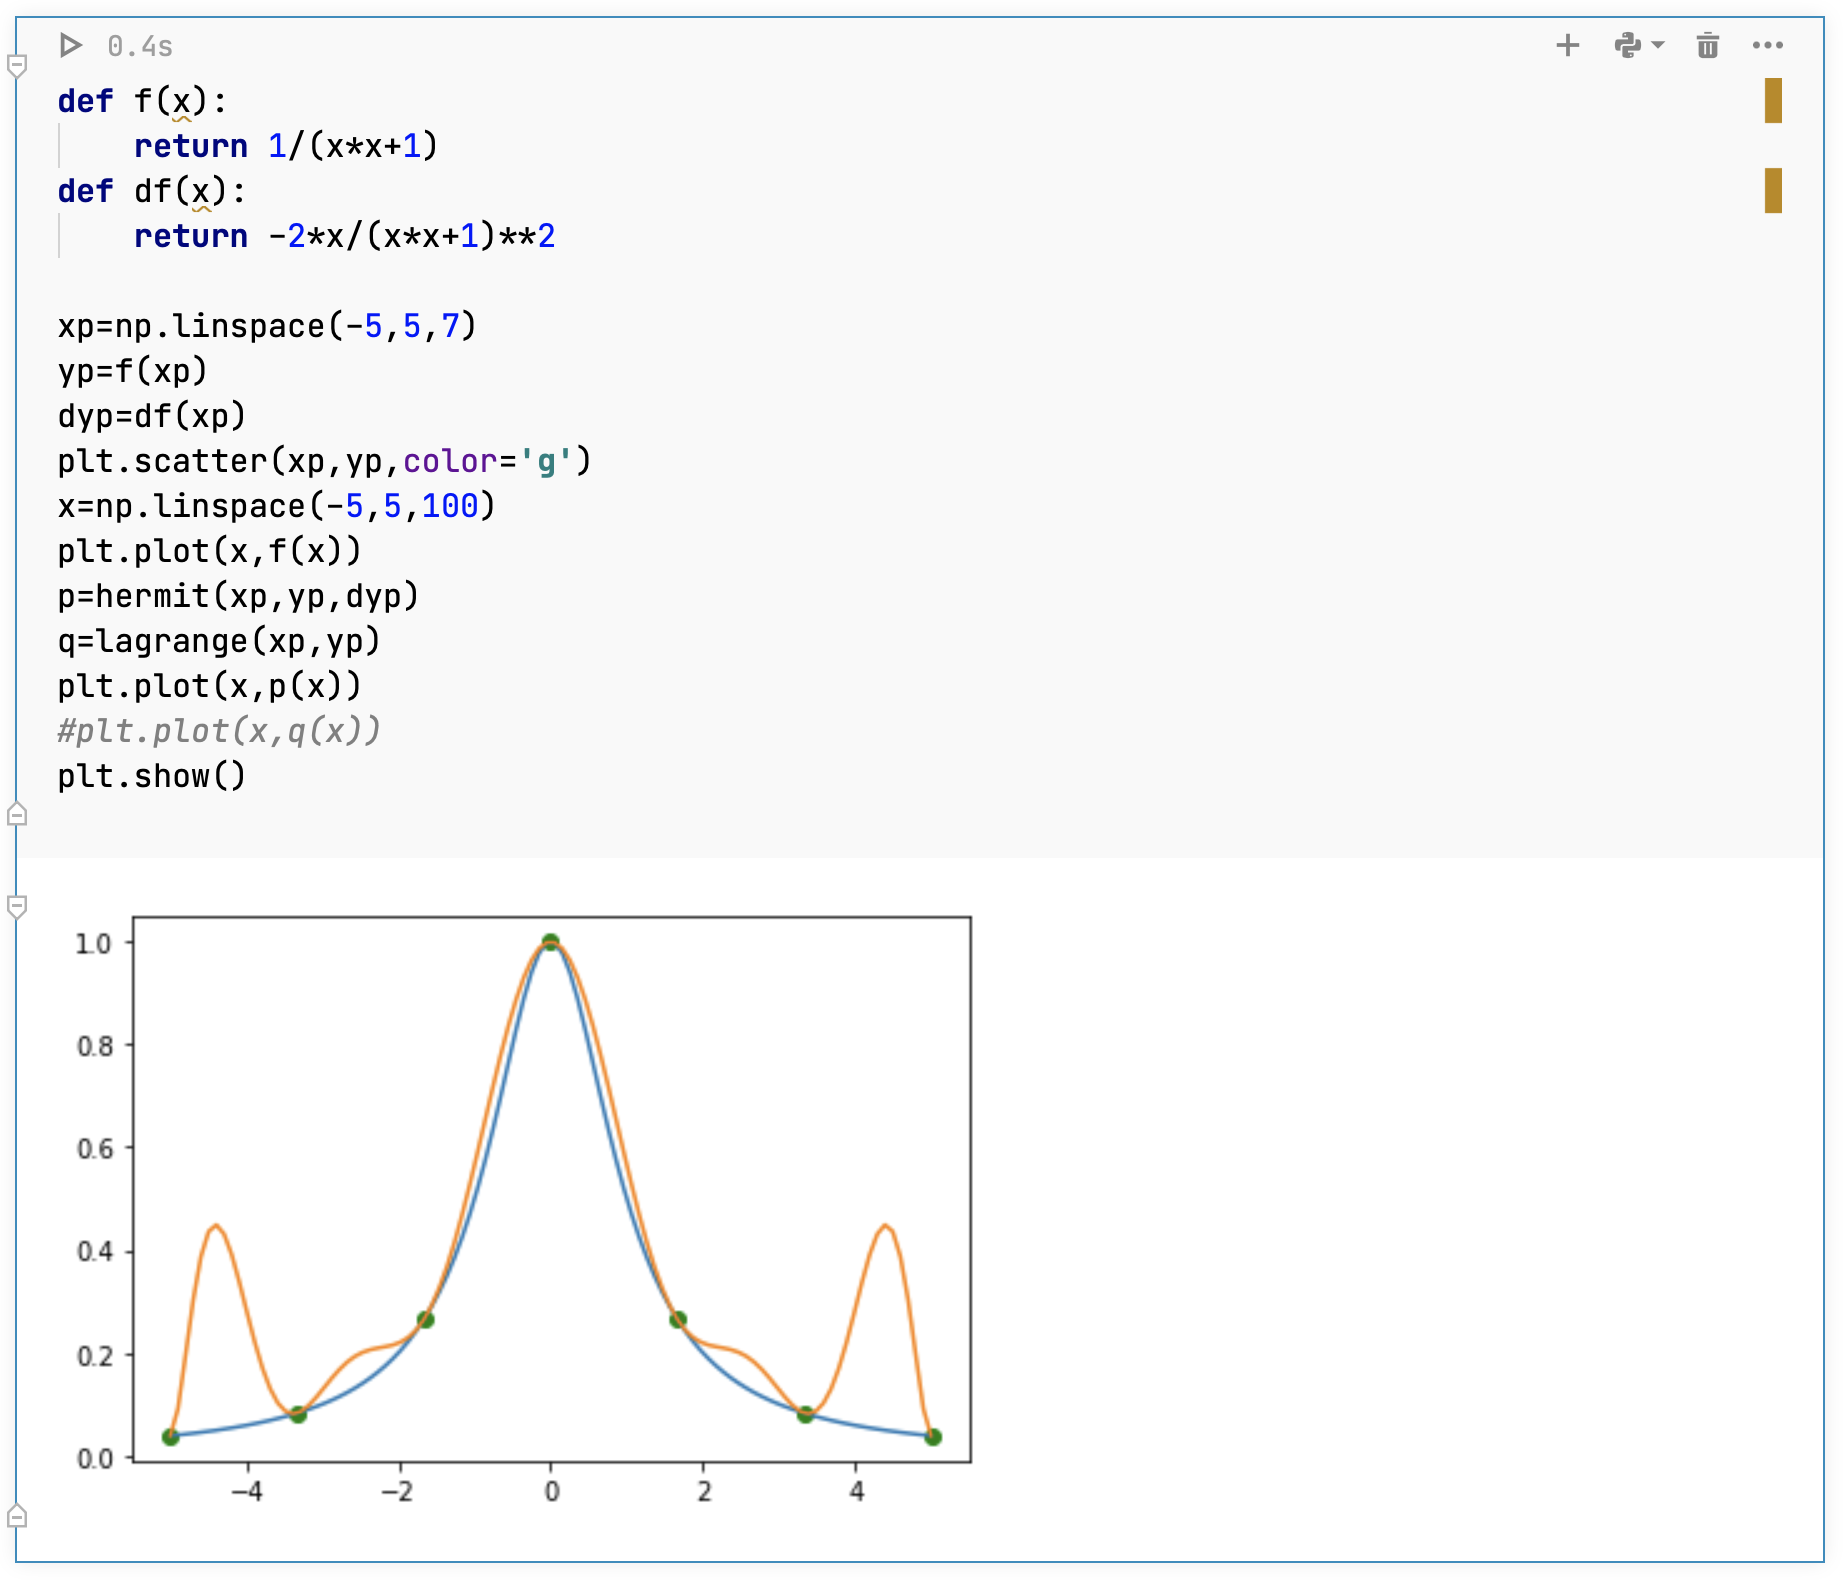 0.4s
def f(x):
    return 1/(x*x+1)
def df(x):
    return -2*x/(x*x+1)**2
xp=np.linspace(-5,5,7)
yp=f(xp)
dyp=df(xp)
plt.scatter(xp,yp,color='g')
x=np.linspace(-5,5,100)
plt.plot(x,f(x))
p=hermit(xp,yp,dyp)
q=lagrange(xp,yp)
plt.plot(x,p(x))
#plt.plot(x,q(x))
plt.show()
1.0
0.8
0.6
0.4
0.2
0.0
−4 −2 0 2 4